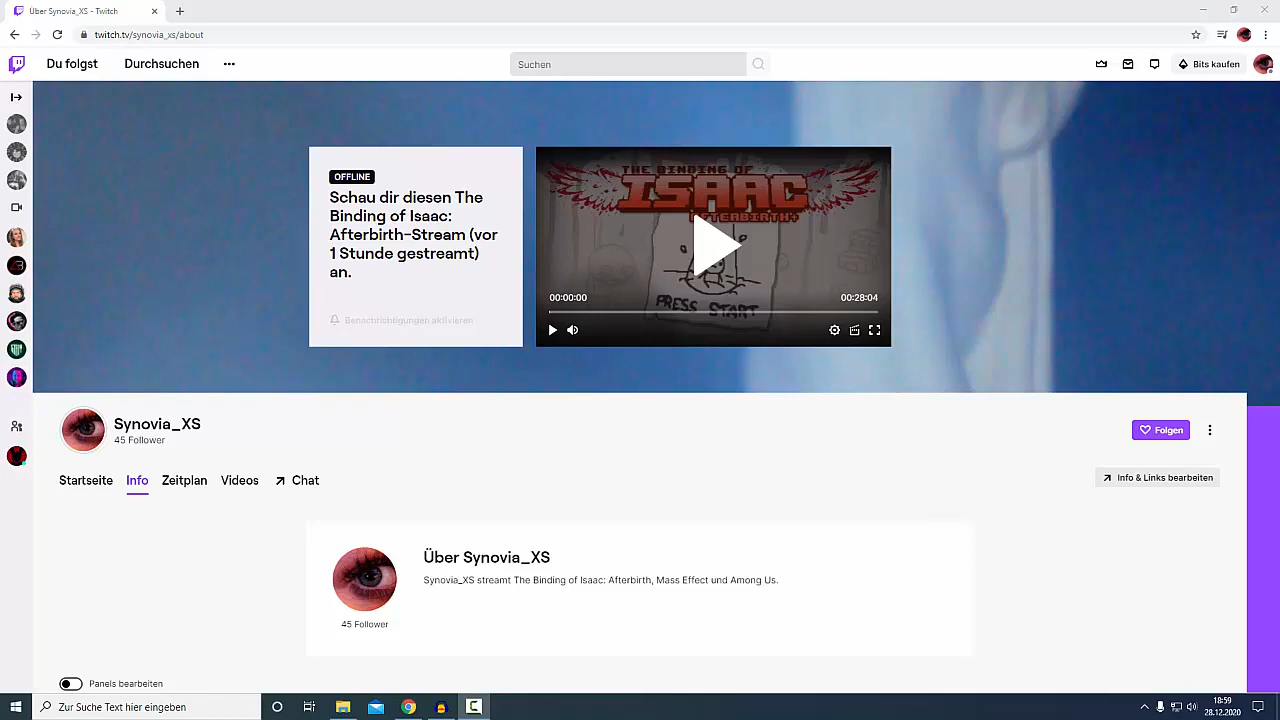 Über Synovia_XS - Twitch
twitch.tv/synovia_xs/about
Du folgst
Durchsuchen
Suchen
Bits kaufen
OFFLINE
Schau dir diesen The
Binding of Isaac:
Afterbirth-Stream (vor
1 Stunde gestreamt)
an.
Benachrichtigungen aktivieren
THE BINDING OF
ISAAC
AFTERBIRTH+
PRESS START
00:00:00
00:28:04
Synovia_XS
45 Follower
Folgen
Startseite
Info
Zeitplan
Videos
Chat
Info & Links bearbeiten
Über Synovia_XS
Synovia_XS streamt The Binding of Isaac: Afterbirth, Mass Effect und Among Us.
45 Follower
Panels bearbeiten
Zur Suche Text hier eingeben
18:59
28.12.2020